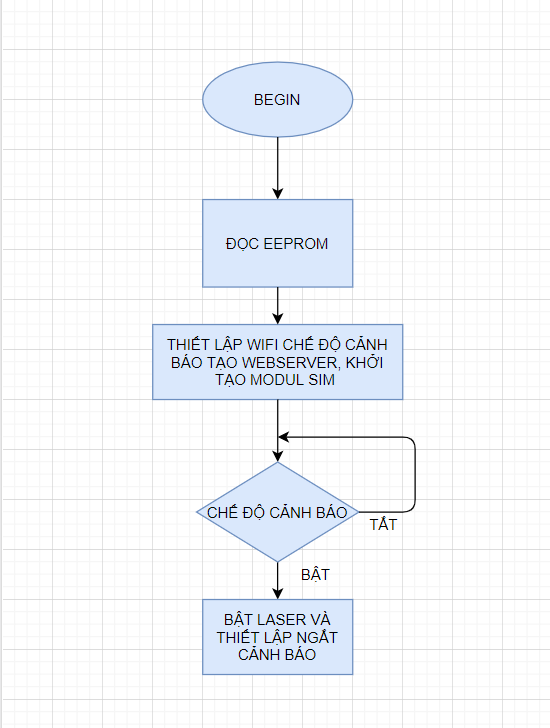 BEGIN
ĐỌC EEPROM
THIẾT LẬP WIFI CHẾ ĐỘ CẢNH
BÁO TẠO WEBSERVER, KHỞI
TẠO MODUL SIM
CHẾ ĐỘ CẢNH BÁO
TẮT
BẬT
BẬT LASER VÀ
THIẾT LẬP NGẮT
CẢNH BÁO